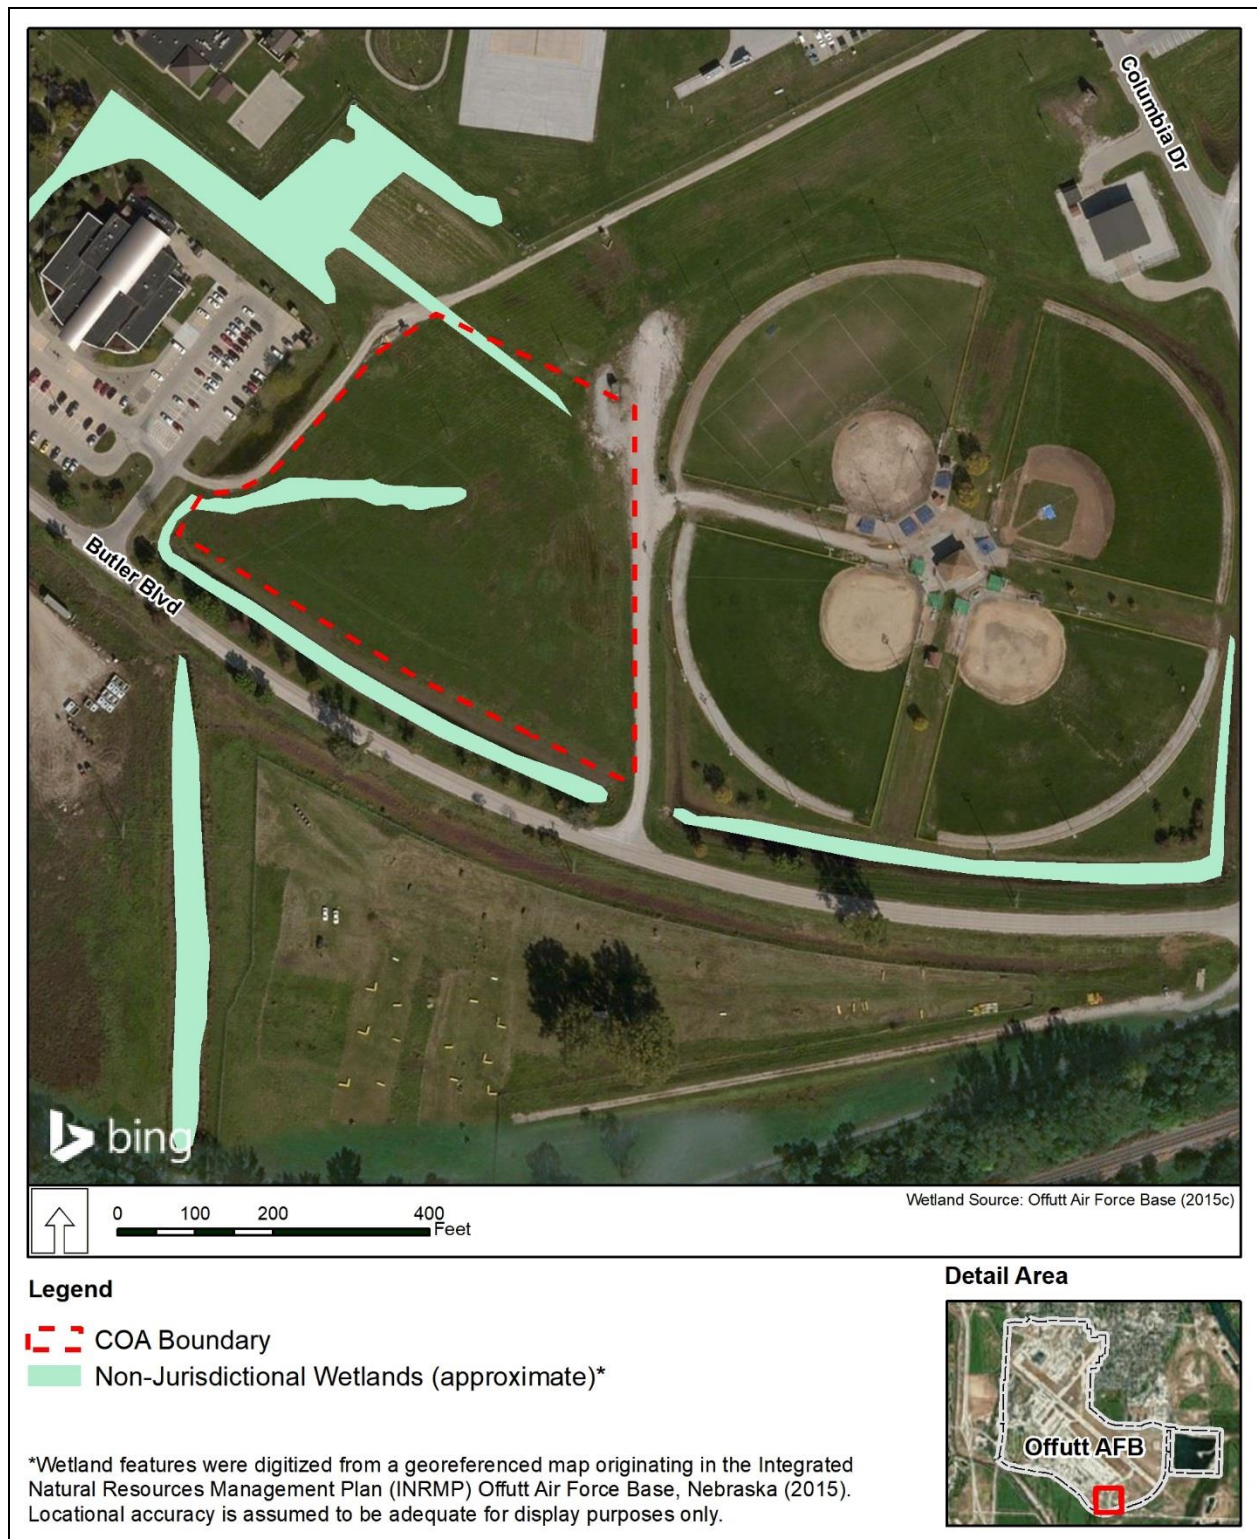 Columbia Dr
Butler Blvd
bing
0 100 200 400
Feet
Wetland Source: Offutt Air Force Base (2015c)
Legend
COA Boundary
Non-Jurisdictional Wetlands (approximate)*
*Wetland features were digitized from a georeferenced map originating in the Integrated
Natural Resources Management Plan (INRMP) Offutt Air Force Base, Nebraska (2015).
Locational accuracy is assumed to be adequate for display purposes only.
Detail Area
Offutt AFB